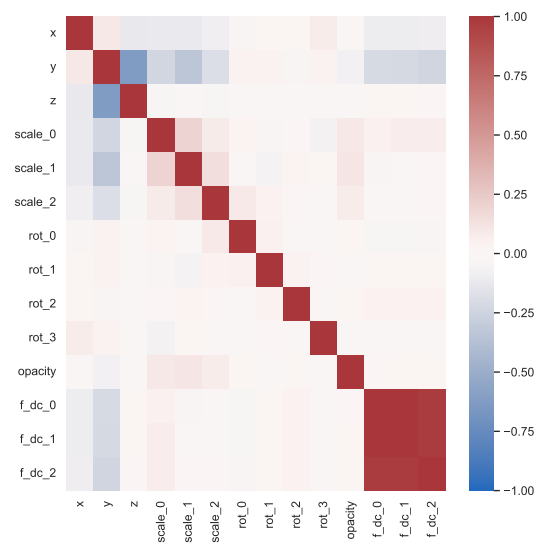 x
y
z
scale_0
scale_1
scale_2
rot_0
rot_1
rot_2
rot_3
opacity
f_dc_0
f_dc_1
f_dc_2
x
y
z
scale_0
scale_1
scale_2
rot_0
rot_1
rot_2
rot_3
opacity
f_dc_0
f_dc_1
f_dc_2
1.00
0.75
0.50
0.25
0.00
−0.25
−0.50
−0.75
−1.00